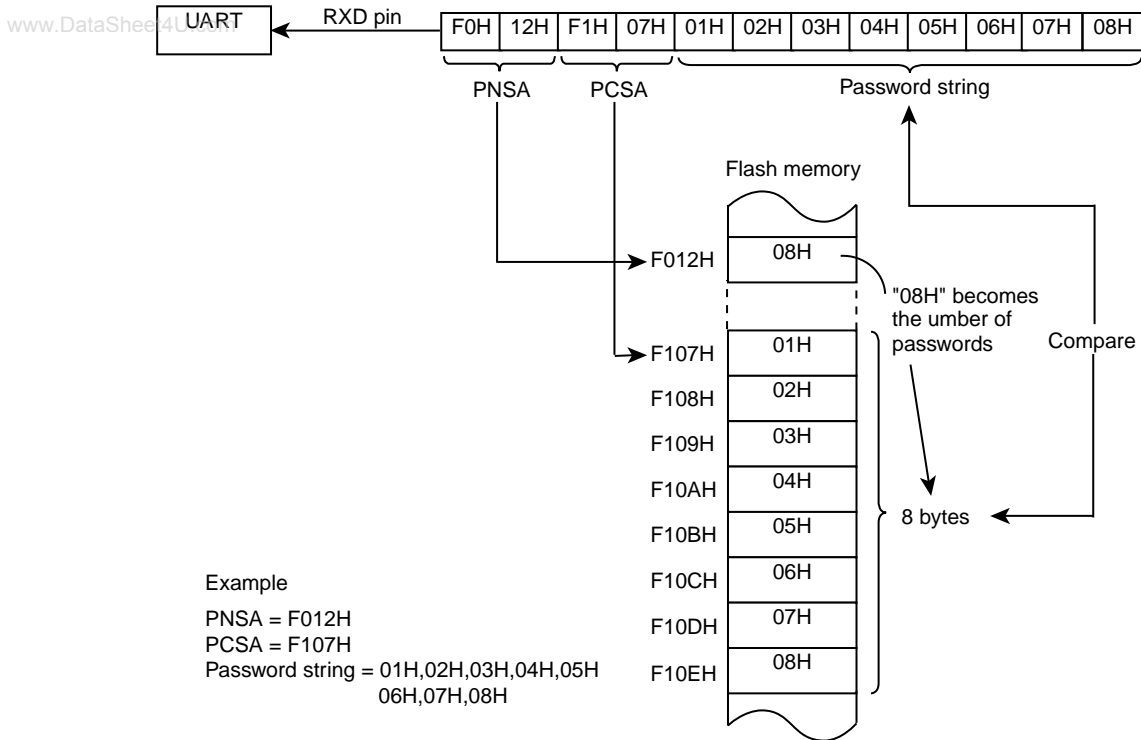 www.DataSheet4U.com
UART
RXD pin
F0H 12H F1H 07H 01H 02H 03H 04H 05H 06H 07H 08H
PNSA PCSA Password string
Flash memory
F012H 08H
"08H" becomes
the umber of
passwords
Compare
F107H 01H
F108H 02H
F109H 03H
F10AH 04H
F10BH 05H
8 bytes
F10CH 06H
F10DH 07H
F10EH 08H
Example
PNSA = F012H
PCSA = F107H
Password string = 01H,02H,03H,04H,05H
06H,07H,08H